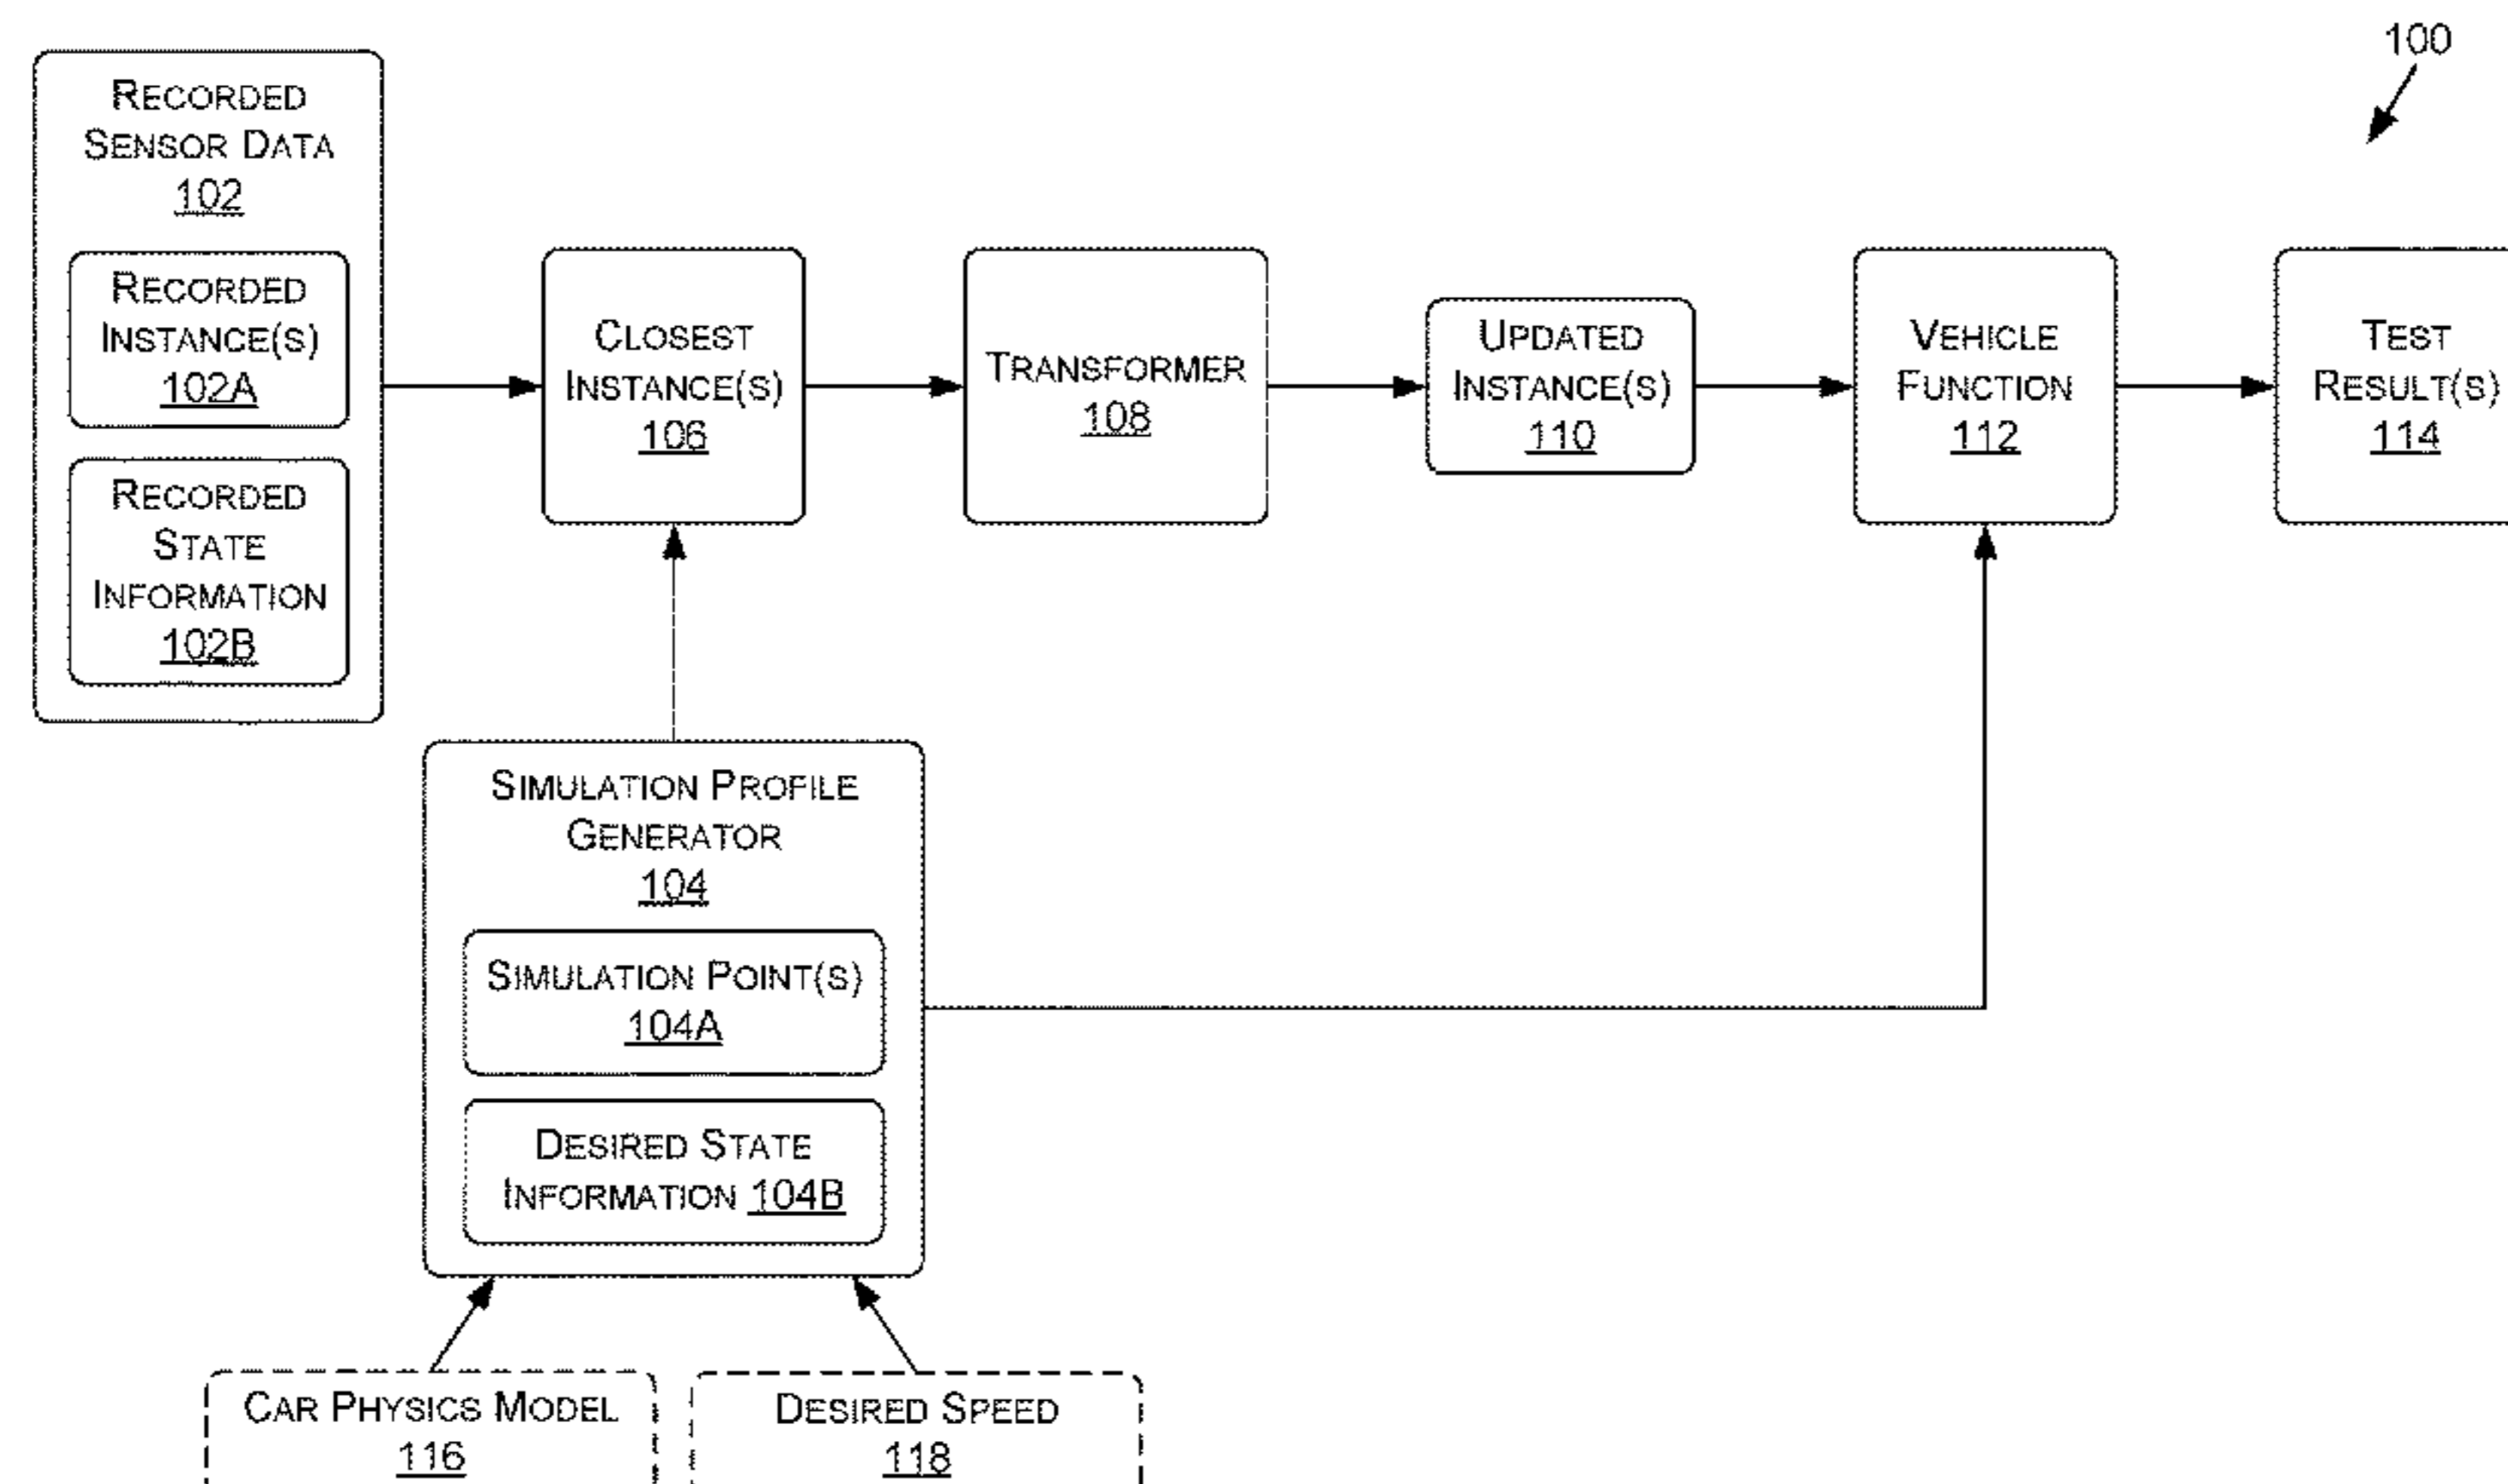 100
RECORDED
SENSOR DATA
102
RECORDED
INSTANCE(S)
102A
RECORDED
STATE
INFORMATION
102B
CLOSEST
INSTANCE(S)
106
TRANSFORMER
108
UPDATED
INSTANCE(S)
110
VEHICLE
FUNCTION
112
TEST
RESULT(S)
114
SIMULATION PROFILE
GENERATOR
104
SIMULATION POINT(S)
104A
DESIRED STATE
INFORMATION 104B
CAR PHYSICS MODEL
116
DESIRED SPEED
118